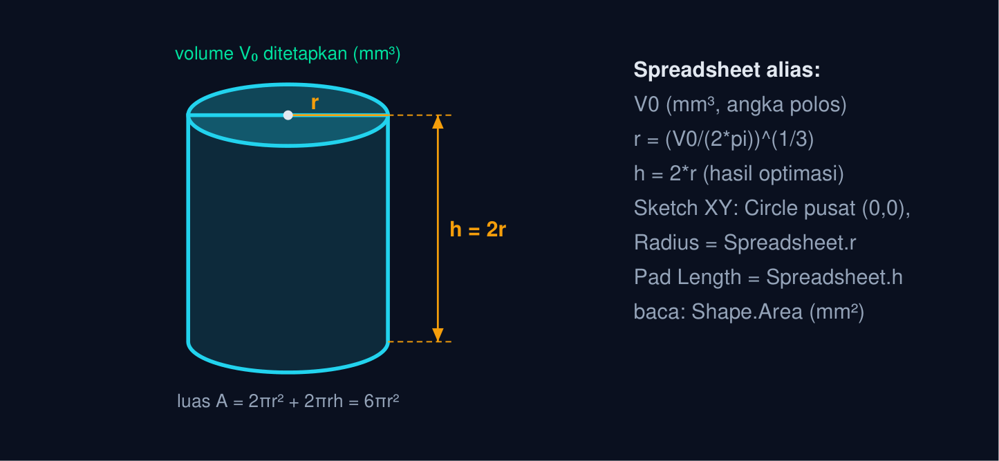 volume V₀ ditetapkan (mm³)
r
h = 2r
luas A = 2πr² + 2πrh = 6πr²
Spreadsheet alias:
V0 (mm³, angka polos)
r = (V0/(2*pi))^(1/3)
h = 2*r (hasil optimasi)
Sketch XY: Circle pusat (0,0),
Radius = Spreadsheet.r
Pad Length = Spreadsheet.h
baca: Shape.Area (mm²)